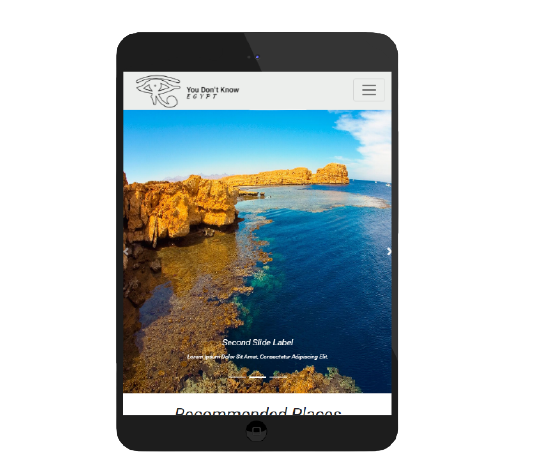 You Don't Know
EGYPT
Second Slide Label
Lorem Ipsum Dolor Sit Amet, Consectetur Adipiscing Elit.
Recommended Places